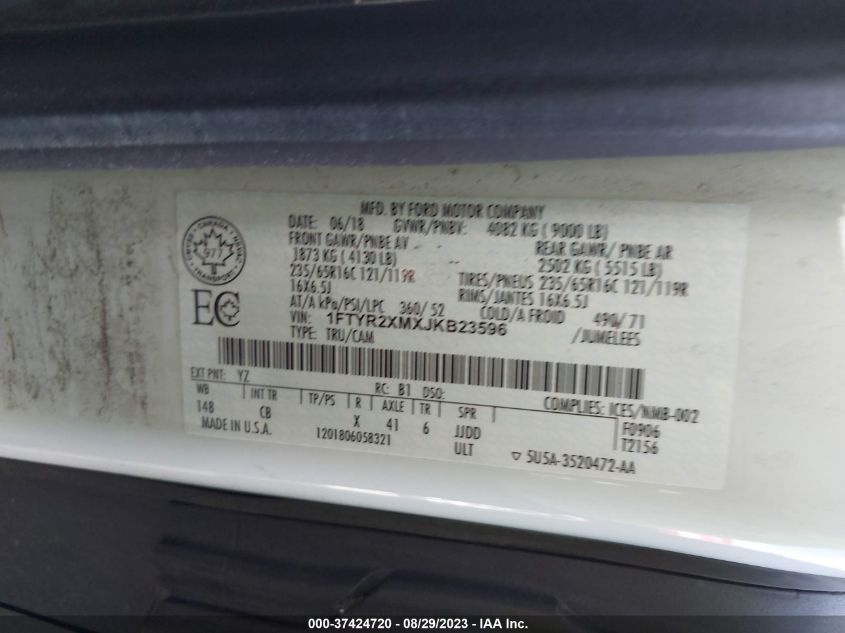 MFD. BY FORD MOTOR COMPANY
DATE: 06/18 GVWR/PNBV: 4082 KG ( 9000 LB)
FRONT GAWR/PNBE AV REAR GAWR/ PNBE AR
1873 KG ( 4130 LB) 2502 KG ( 5515 LB)
235/65R16C 121/119R TIRES/PNEUS 235/65R16C 121/119R
16X6.5J RIMS/JANTES 16X6.5J
AT/A kPa/PSI/LPC 360/ 52 COLD/A FROID 490/ 71
VIN: 1FTYR2XMXJKB23596 /JUMELEES
TYPE: TRU/CAM
CANADA
977
TRANSPORT
EC
EXT PNT: YZ RC: B1 DSO: COMPLIES: ICES/NMB-002
WB INT TR TP/PS R AXLE TR SPR F0906
148 CB X 41 6 JJDD T2156
MADE IN U.S.A. 1201806058321 ULT 5U5A-3520472-AA
000-37424720 - 08/29/2023 - IAA Inc.